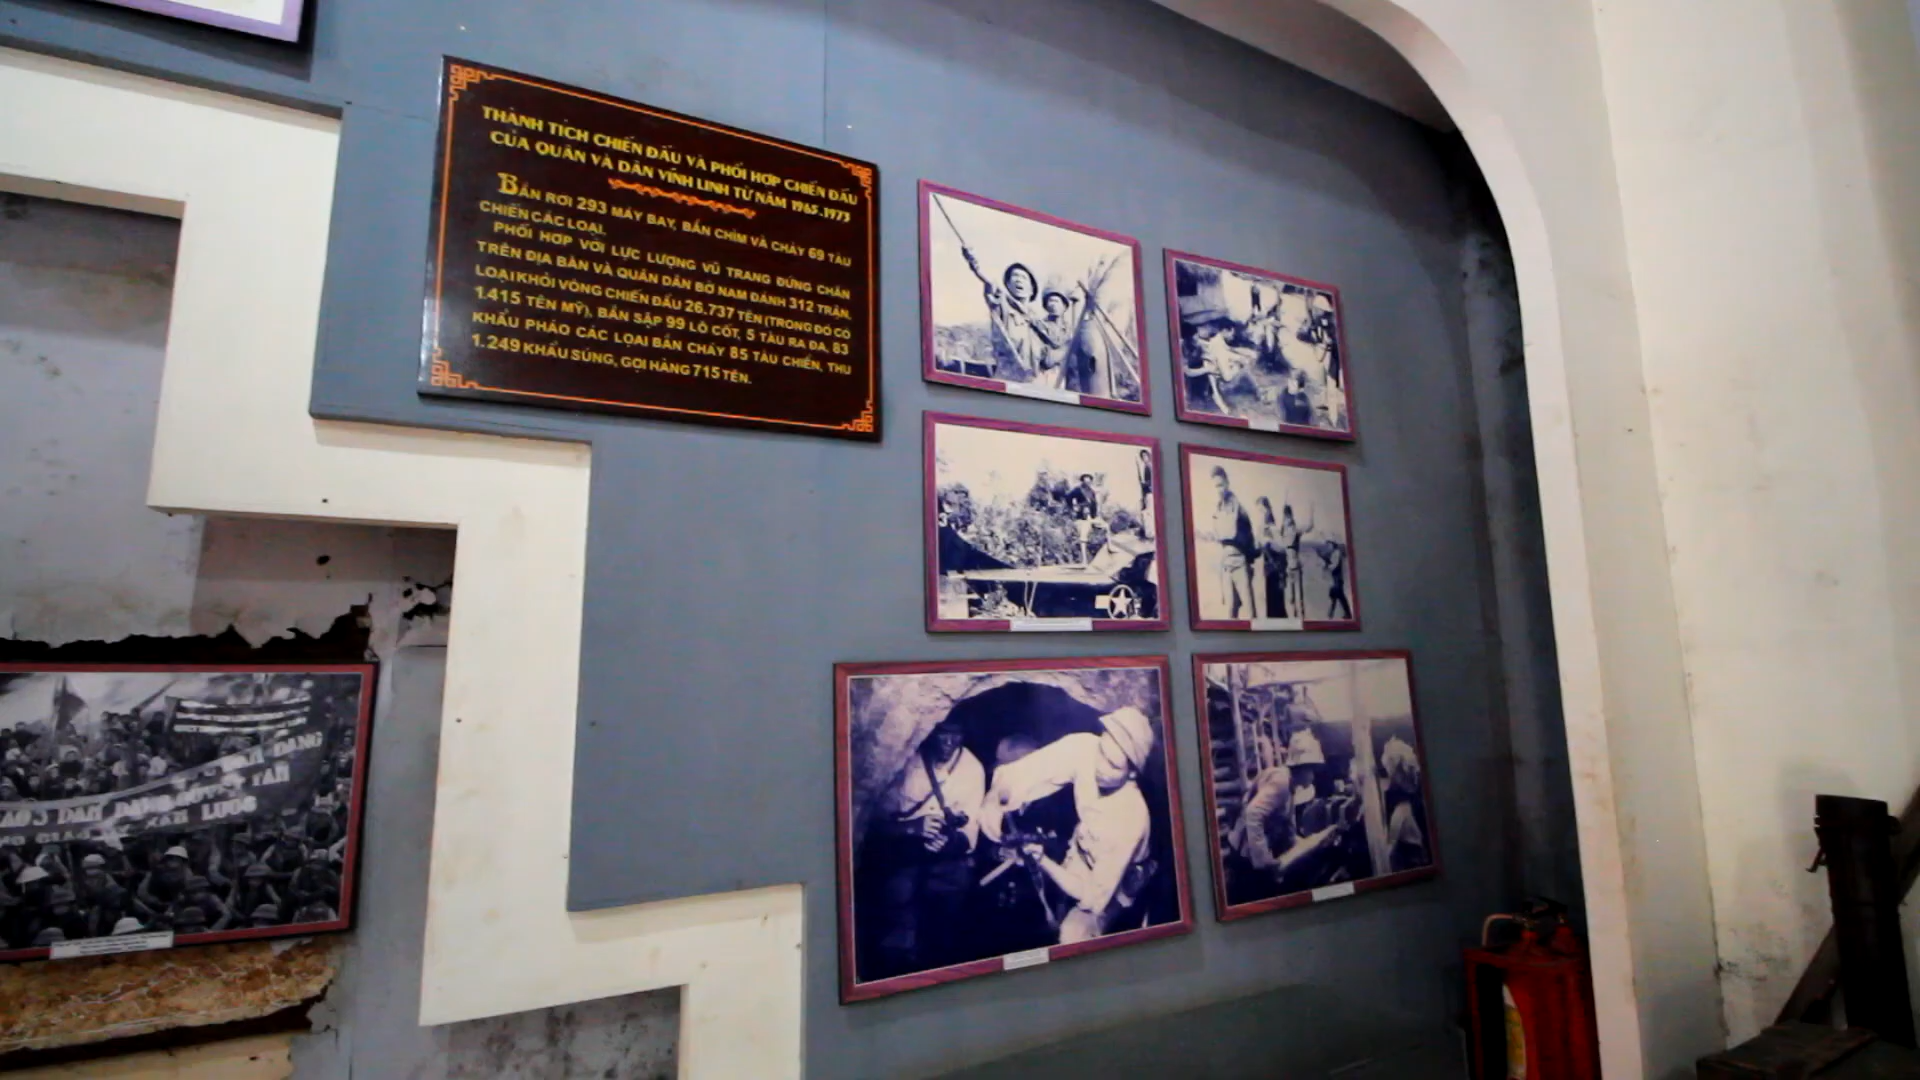 THÀNH TÍCH CHIẾN ĐẤU VÀ PHỐI HỢP CHIẾN ĐẤU
CỦA QUÂN VÀ DÂN VĨNH LINH TỪ NĂM 1965-1973
BẮN RƠI 293 MÁY BAY, BẮN CHÌM VÀ CHÁY 69 TÀU
CHIẾN CÁC LOẠI.
PHỐI HỢP VỚI LỰC LƯỢNG VŨ TRANG ĐỨNG CHÂN
TRÊN ĐỊA BÀN VÀ QUÂN DÂN BỜ NAM ĐÁNH 312 TRẬN,
LOẠI KHỎI VÒNG CHIẾN ĐẤU 26.737 TÊN (TRONG ĐÓ CÓ
1.415 TÊN MỸ), BẮN SẬP 99 LÔ CỐT, 5 TÀU RA ĐA, 83
KHẨU PHÁO CÁC LOẠI BẮN CHÁY 85 TÀU CHIẾN, THU
1.249 KHẨU SÚNG, GỌI HÀNG 715 TÊN.